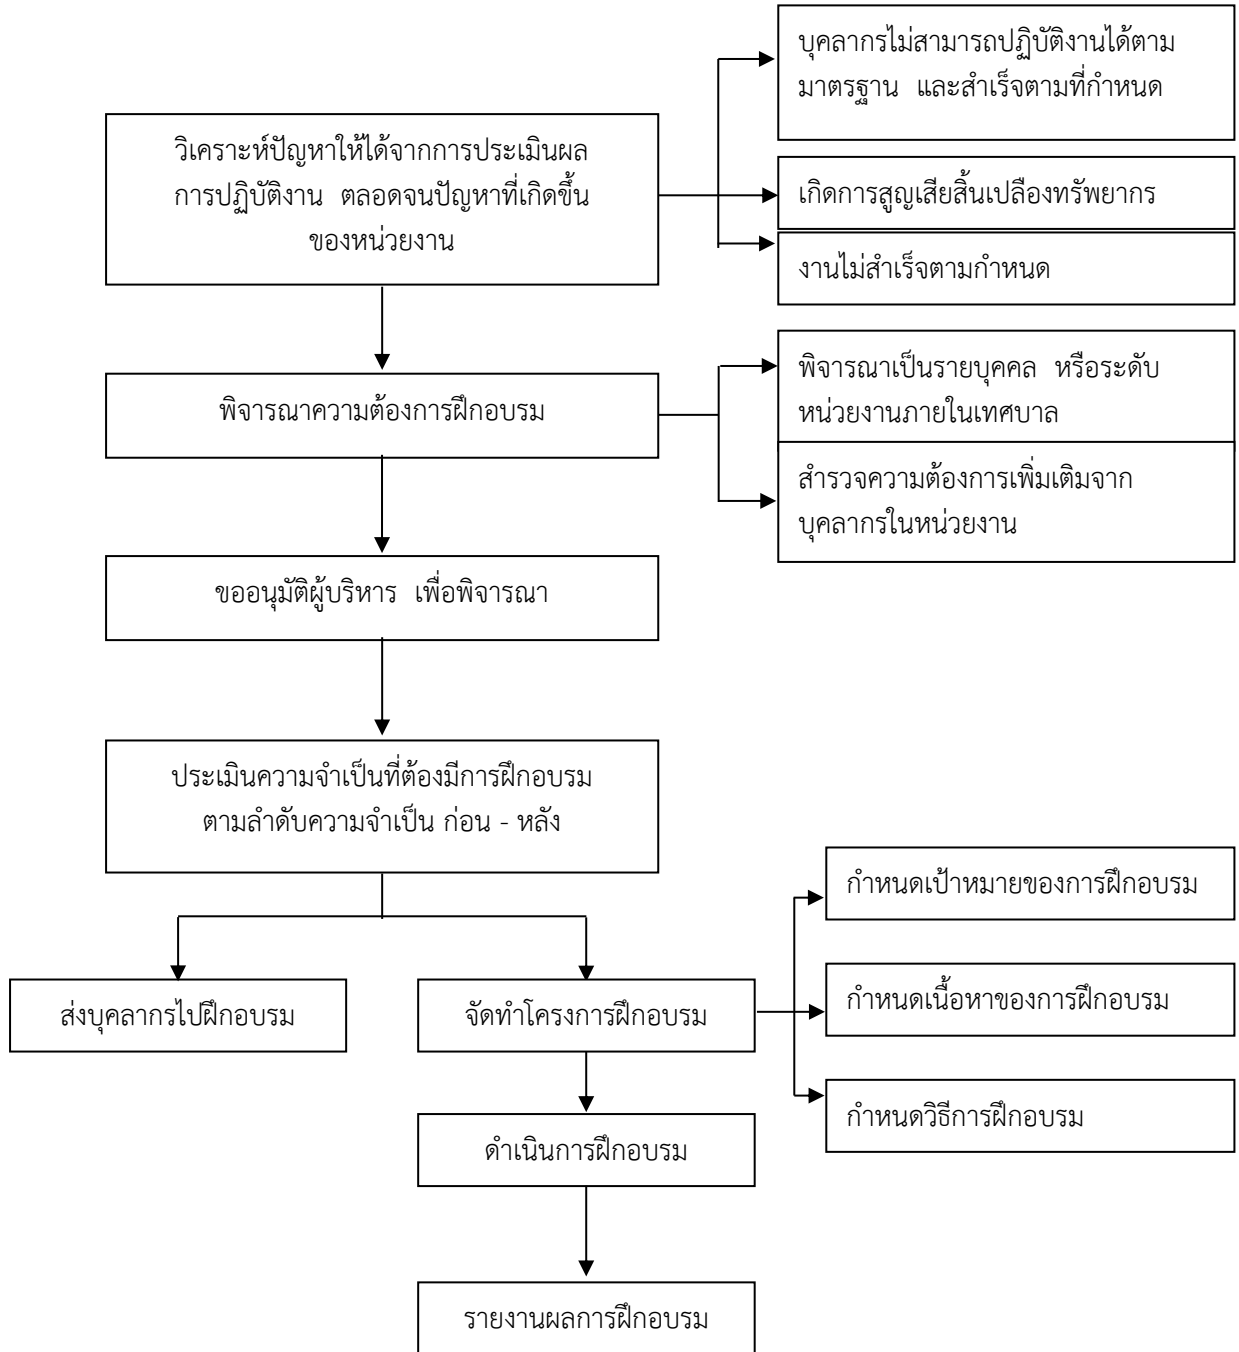 บุคลากรไม่สามารถปฏิบัติงานได้ตาม
มาตรฐาน และสำเร็จตามที่กำหนด
วิเคราะห์ปัญหาให้ได้จากการประเมินผล
การปฏิบัติงาน ตลอดจนปัญหาที่เกิดขึ้น
ของหน่วยงาน
เกิดการสูญเสียสิ้นเปลืองทรัพยากร
งานไม่สำเร็จตามกำหนด
พิจารณาความต้องการฝึกอบรม
พิจารณาเป็นรายบุคคล หรือระดับ
หน่วยงานภายในเทศบาล
สำรวจความต้องการเพิ่มเติมจาก
บุคลากรในหน่วยงาน
ขออนุมัติผู้บริหาร เพื่อพิจารณา
ประเมินความจำเป็นที่ต้องมีการฝึกอบรม
ตามลำดับความจำเป็น ก่อน - หลัง
ส่งบุคลากรไปฝึกอบรม
จัดทำโครงการฝึกอบรม
กำหนดเป้าหมายของการฝึกอบรม
กำหนดเนื้อหาของการฝึกอบรม
กำหนดวิธีการฝึกอบรม
ดำเนินการฝึกอบรม
รายงานผลการฝึกอบรม